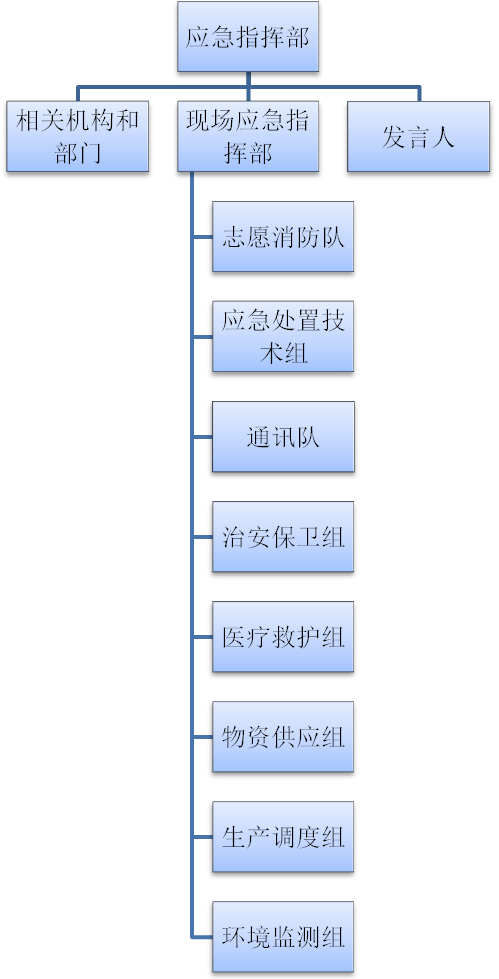 应急指挥部
相关机构和
部门
现场应急指
挥部
发言人
志愿消防队
应急处置技
术组
通讯队
治安保卫组
医疗救护组
物资供应组
生产调度组
环境监测组